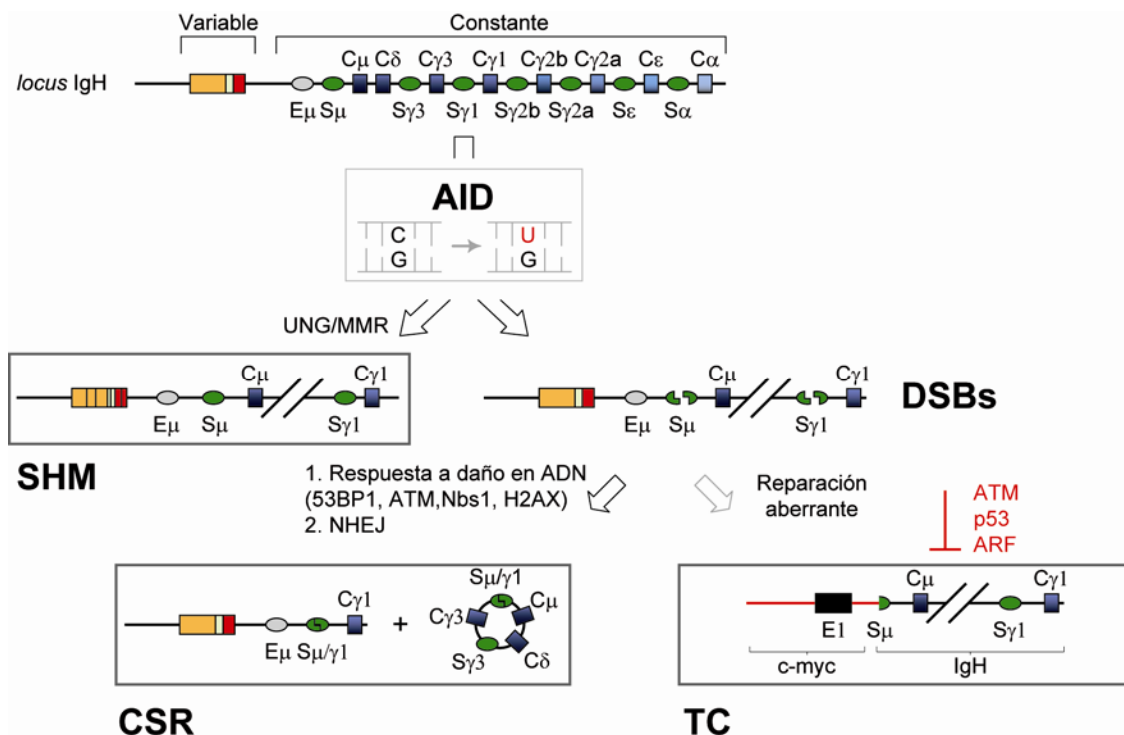 Variable Constante
Cμ Cδ Cγ3 Cγ1 Cγ2b Cγ2a Cε Cα
locus IgH
Eμ Sμ Sγ3 Sγ1 Sγ2b Sγ2a Sε Sα
AID
C U
G G
UNG/MMR
Cμ Cγ1
Eμ Sμ Sγ1
SHM
Cμ Cγ1
DSBs
Eμ Sμ Sγ1
1. Respuesta a daño en ADN
(53BP1, ATM,Nbs1, H2AX)
2. NHEJ
Reparación
aberrante
ATM
p53
ARF
Cγ1
Eμ Sμ/γ1
+
Sμ/γ1
Cγ3 Cμ
Sγ3 Cδ
CSR
Cμ Cγ1
E1 Sμ Sγ1
c-myc IgH
TC